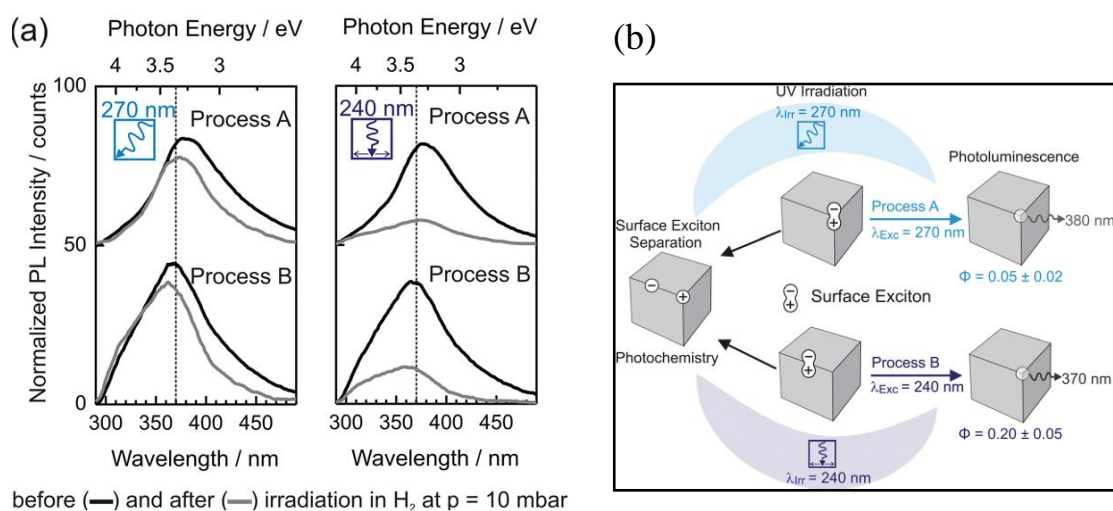 (a)
Photon Energy / eV
Photon Energy / eV
4 3.5 3
4 3.5 3
100
50
0
Normalized PL Intensity / counts
270 nm
Process A
Process B
240 nm
Process A
Process B
300 350 400 450
300 350 400 450
Wavelength / nm
Wavelength / nm
before (—) and after (—) irradiation in H₂ at p = 10 mbar
(b)
UV Irradiation
λIrr = 270 nm
Photoluminescence
Process A
λExc = 270 nm
380 nm
Φ = 0.05 ± 0.02
Surface Exciton
Separation
− +
− +
Surface Exciton
− +
Photochemistry
− +
Process B
λExc = 240 nm
370 nm
Φ = 0.20 ± 0.05
λIrr = 240 nm